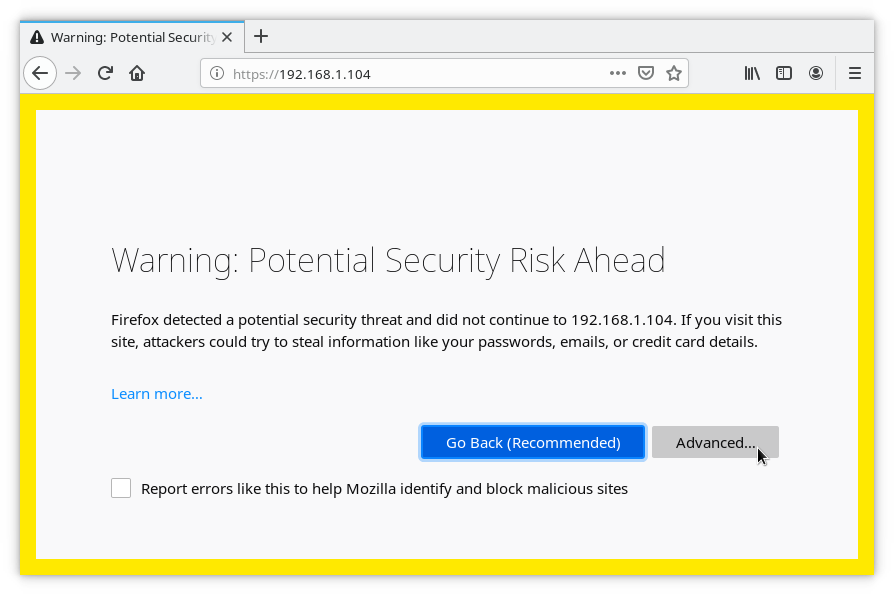 Warning: Potential Security
https://192.168.1.104
Warning: Potential Security Risk Ahead
Firefox detected a potential security threat and did not continue to 192.168.1.104. If you visit this
site, attackers could try to steal information like your passwords, emails, or credit card details.
Learn more…
Go Back (Recommended)
Advanced…
Report errors like this to help Mozilla identify and block malicious sites